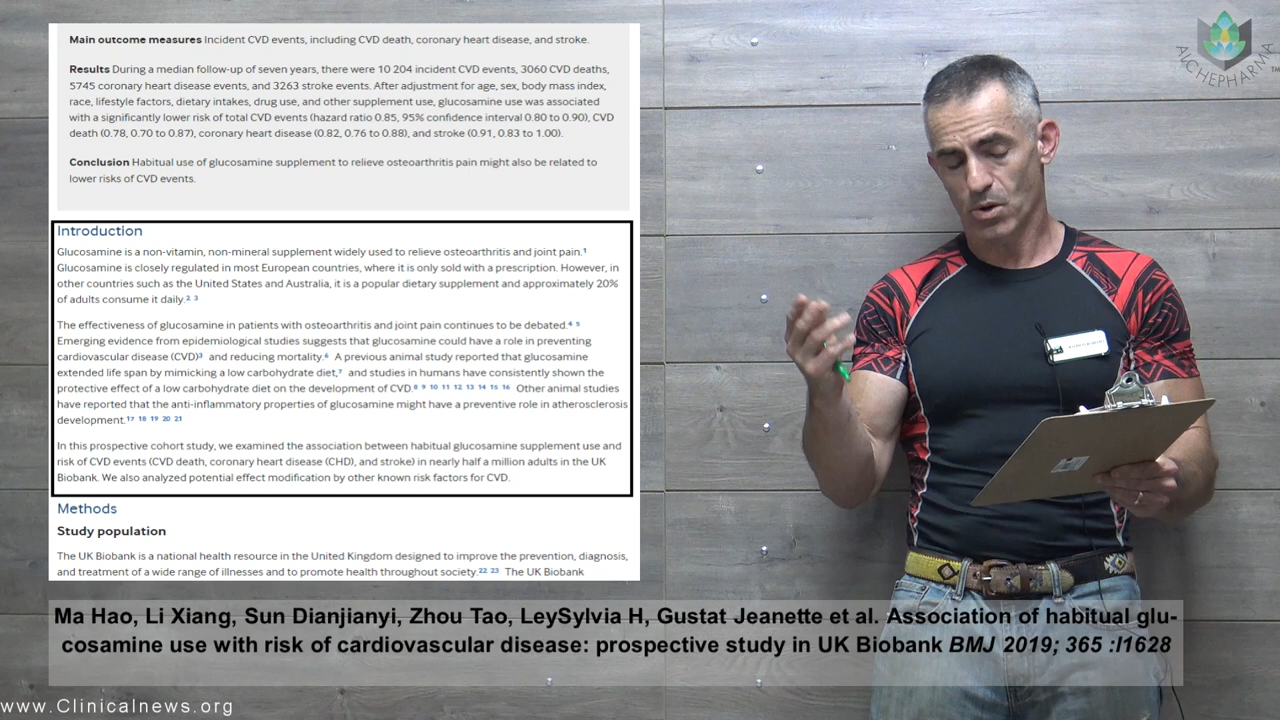 Main outcome measures Incident CVD events, including CVD death, coronary heart disease, and stroke.
Results During a median follow-up of seven years, there were 10 204 incident CVD events, 3060 CVD deaths,
5745 coronary heart disease events, and 3263 stroke events. After adjustment for age, sex, body mass index,
race, lifestyle factors, dietary intakes, drug use, and other supplement use, glucosamine use was associated
with a significantly lower risk of total CVD events (hazard ratio 0.85, 95% confidence interval 0.80 to 0.90), CVD
death (0.78, 0.70 to 0.87), coronary heart disease (0.82, 0.76 to 0.88), and stroke (0.91, 0.83 to 1.00).
Conclusion Habitual use of glucosamine supplement to relieve osteoarthritis pain might also be related to
lower risks of CVD events.
Introduction
Glucosamine is a non-vitamin, non-mineral supplement widely used to relieve osteoarthritis and joint pain.1
Glucosamine is closely regulated in most European countries, where it is only sold with a prescription. However, in
other countries such as the United States and Australia, it is a popular dietary supplement and approximately 20%
of adults consume it daily.2 3
The effectiveness of glucosamine in patients with osteoarthritis and joint pain continues to be debated.4 5
Emerging evidence from epidemiological studies suggests that glucosamine could have a role in preventing
cardiovascular disease (CVD)3 and reducing mortality.6 A previous animal study reported that glucosamine
extended life span by mimicking a low carbohydrate diet,7 and studies in humans have consistently shown the
protective effect of a low carbohydrate diet on the development of CVD.8 9 10 11 12 13 14 15 16 Other animal studies
have reported that the anti-inflammatory properties of glucosamine might have a preventive role in atherosclerosis
development.17 18 19 20 21
In this prospective cohort study, we examined the association between habitual glucosamine supplement use and
risk of CVD events (CVD death, coronary heart disease (CHD), and stroke) in nearly half a million adults in the UK
Biobank. We also analyzed potential effect modification by other known risk factors for CVD.
Methods
Study population
The UK Biobank is a national health resource in the United Kingdom designed to improve the prevention, diagnosis,
and treatment of a wide range of illnesses and to promote health throughout society.22 23 The UK Biobank
ALCHEPHARMA™
Ma Hao, Li Xiang, Sun Dianjianyi, Zhou Tao, LeySylvia H, Gustat Jeanette et al. Association of habitual glu-
cosamine use with risk of cardiovascular disease: prospective study in UK Biobank BMJ 2019; 365 :l1628
www.Clinicalnews.org